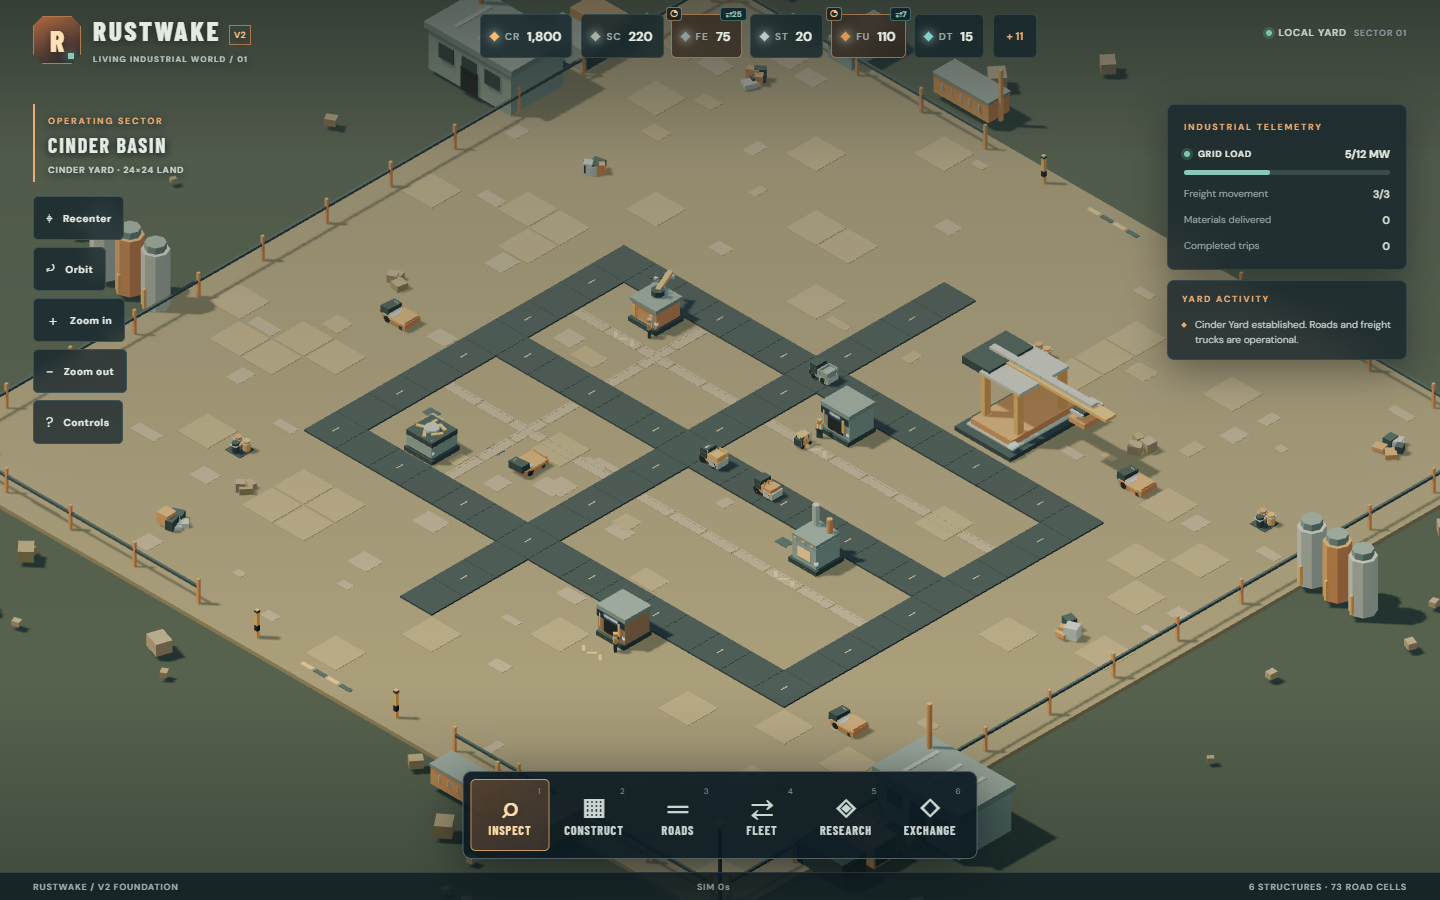 R
RUSTWAKE V2
LIVING INDUSTRIAL WORLD / 01
CR 1,800
SC 220
FE 75
25
ST 20
FU 110
7
DT 15
+11
LOCAL YARD SECTOR 01
OPERATING SECTOR
CINDER BASIN
CINDER YARD · 24×24 LAND
Recenter
Orbit
+ Zoom in
− Zoom out
? Controls
INDUSTRIAL TELEMETRY
GRID LOAD 5/12 MW
Freight movement 3/3
Materials delivered 0
Completed trips 0
YARD ACTIVITY
Cinder Yard established. Roads and freight
trucks are operational.
1 INSPECT
2 CONSTRUCT
3 ROADS
4 FLEET
5 RESEARCH
6 EXCHANGE
RUSTWAKE / V2 FOUNDATION
SIM 0s
6 STRUCTURES · 73 ROAD CELLS